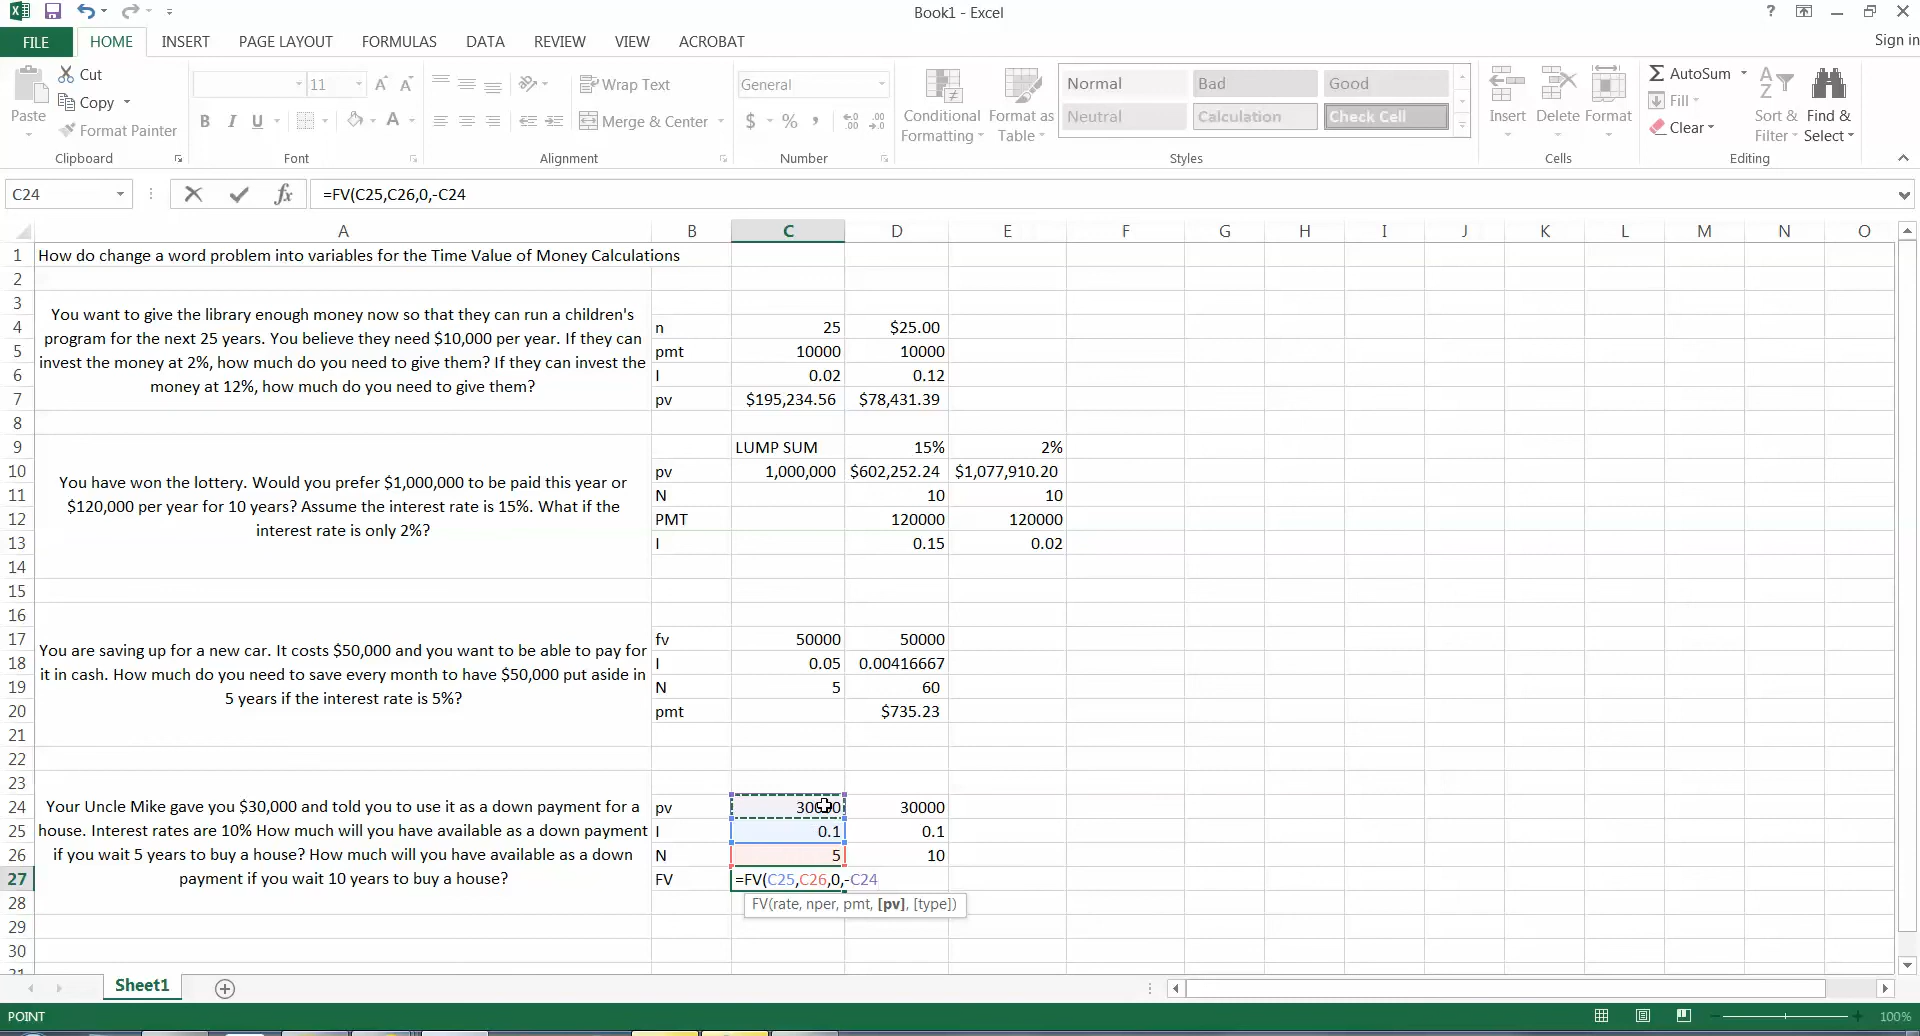 Book1 - Excel
?
Sign in
FILE HOME INSERT PAGE LAYOUT FORMULAS DATA REVIEW VIEW ACROBAT
Paste
Cut
Copy
Format Painter
Clipboard
11
B I U
Font
Wrap Text
Merge & Center
Alignment
General
$ % ,
Number
Conditional
Formatting
Format as
Table
Normal Bad Good
Neutral Calculation Check Cell
Styles
Insert Delete Format
Cells
AutoSum
Fill
Clear
Sort &
Filter
Find &
Select
Editing
C24
fx
=FV(C25,C26,0,-C24
A B C D E F G H I J K L M N O
1 How do change a word problem into variables for the Time Value of Money Calculations
2
3
You want to give the library enough money now so that they can run a children's
program for the next 25 years. You believe they need $10,000 per year. If they can
invest the money at 2%, how much do you need to give them? If they can invest the
money at 12%, how much do you need to give them?
4 n 25 $25.00
5 pmt 10000 10000
6 I 0.02 0.12
7 pv $195,234.56 $78,431.39
8
9 LUMP SUM 15% 2%
You have won the lottery. Would you prefer $1,000,000 to be paid this year or
$120,000 per year for 10 years? Assume the interest rate is 15%. What if the
interest rate is only 2%?
10 pv 1,000,000 $602,252.24 $1,077,910.20
11 N 10 10
12 PMT 120000 120000
13 I 0.15 0.02
14
15
16
You are saving up for a new car. It costs $50,000 and you want to be able to pay for
it in cash. How much do you need to save every month to have $50,000 put aside in
5 years if the interest rate is 5%?
17 fv 50000 50000
18 I 0.05 0.00416667
19 N 5 60
20 pmt $735.23
21
22
23
Your Uncle Mike gave you $30,000 and told you to use it as a down payment for a
house. Interest rates are 10% How much will you have available as a down payment
if you wait 5 years to buy a house? How much will you have available as a down
payment if you wait 10 years to buy a house?
24 pv 30000 30000
25 I 0.1 0.1
26 N 5 10
27 FV =FV(C25,C26,0,-C24
FV(rate, nper, pmt, [pv], [type])
28
29
30
Sheet1
POINT
100%